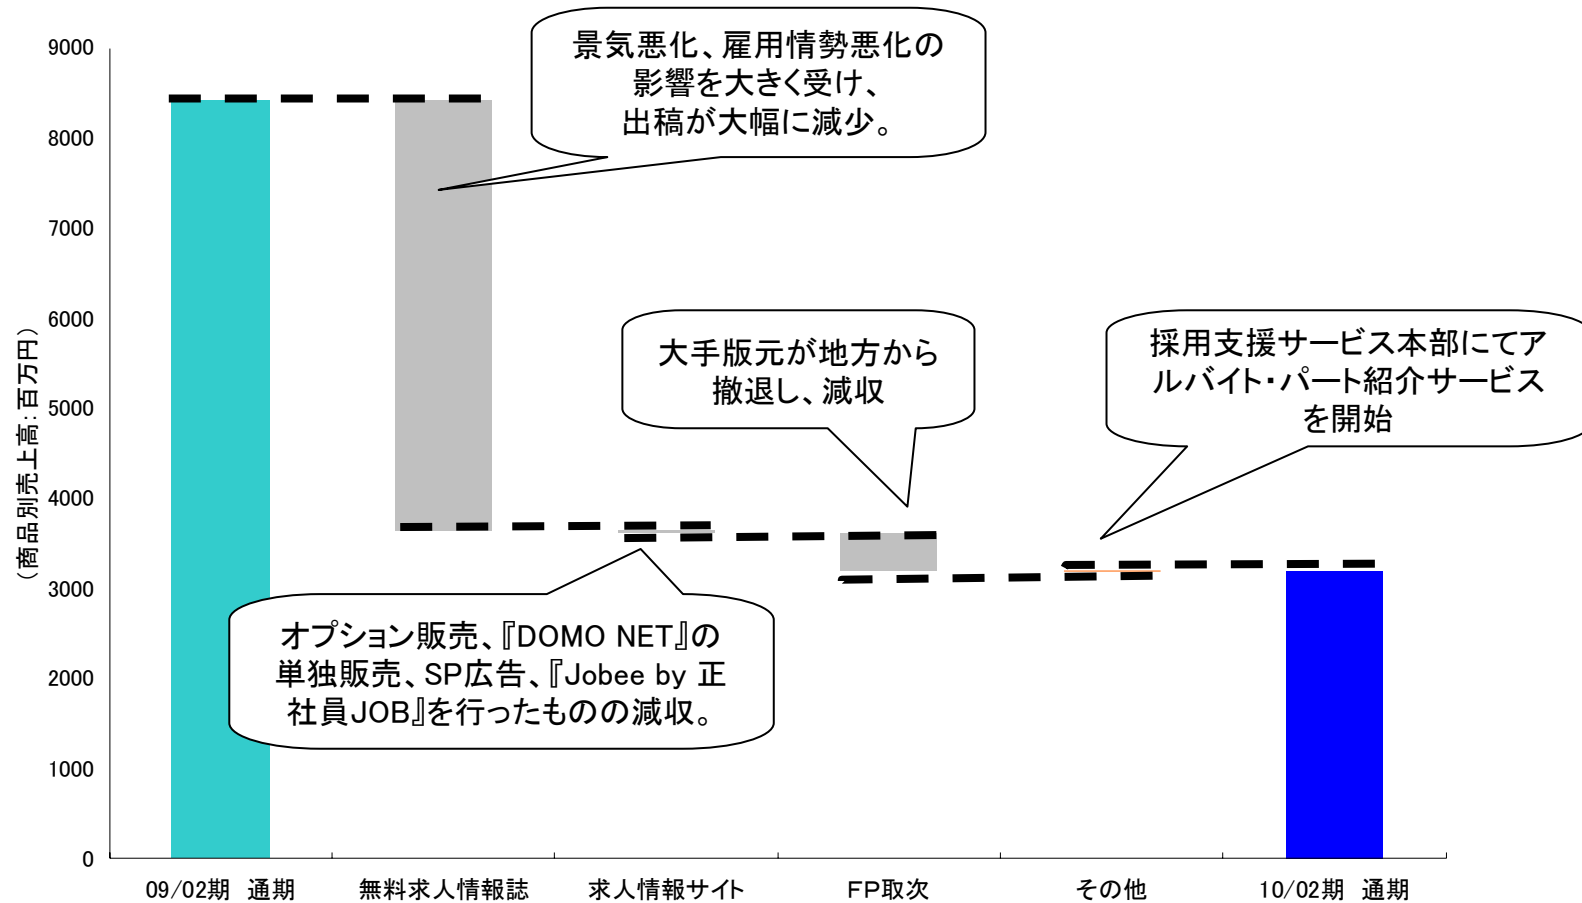 9000
8000
7000
6000
5000
4000
3000
2000
1000
0
(商品別売上高:百万円)
景気悪化、雇用情勢悪化の
影響を大きく受け、
出稿が大幅に減少。
大手版元が地方から
撤退し、減収
採用支援サービス本部にてア
ルバイト・パート紹介サービス
を開始
オプション販売、『DOMO NET』の
単独販売、SP広告、『Jobee by 正
社員JOB』を行ったものの減収。
09/02期 通期
無料求人情報誌
求人情報サイト
FP取次
その他
10/02期 通期